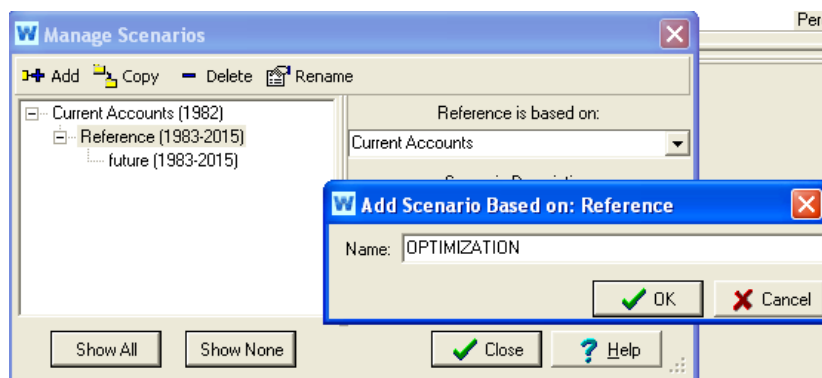 Per
W Manage Scenarios
Add Copy Delete Rename
Current Accounts (1982)
Reference (1983-2015)
future (1983-2015)
Reference is based on:
Current Accounts
W Add Scenario Based on: Reference
Name: OPTIMIZATION
OK Cancel
Show All Show None Close ? Help